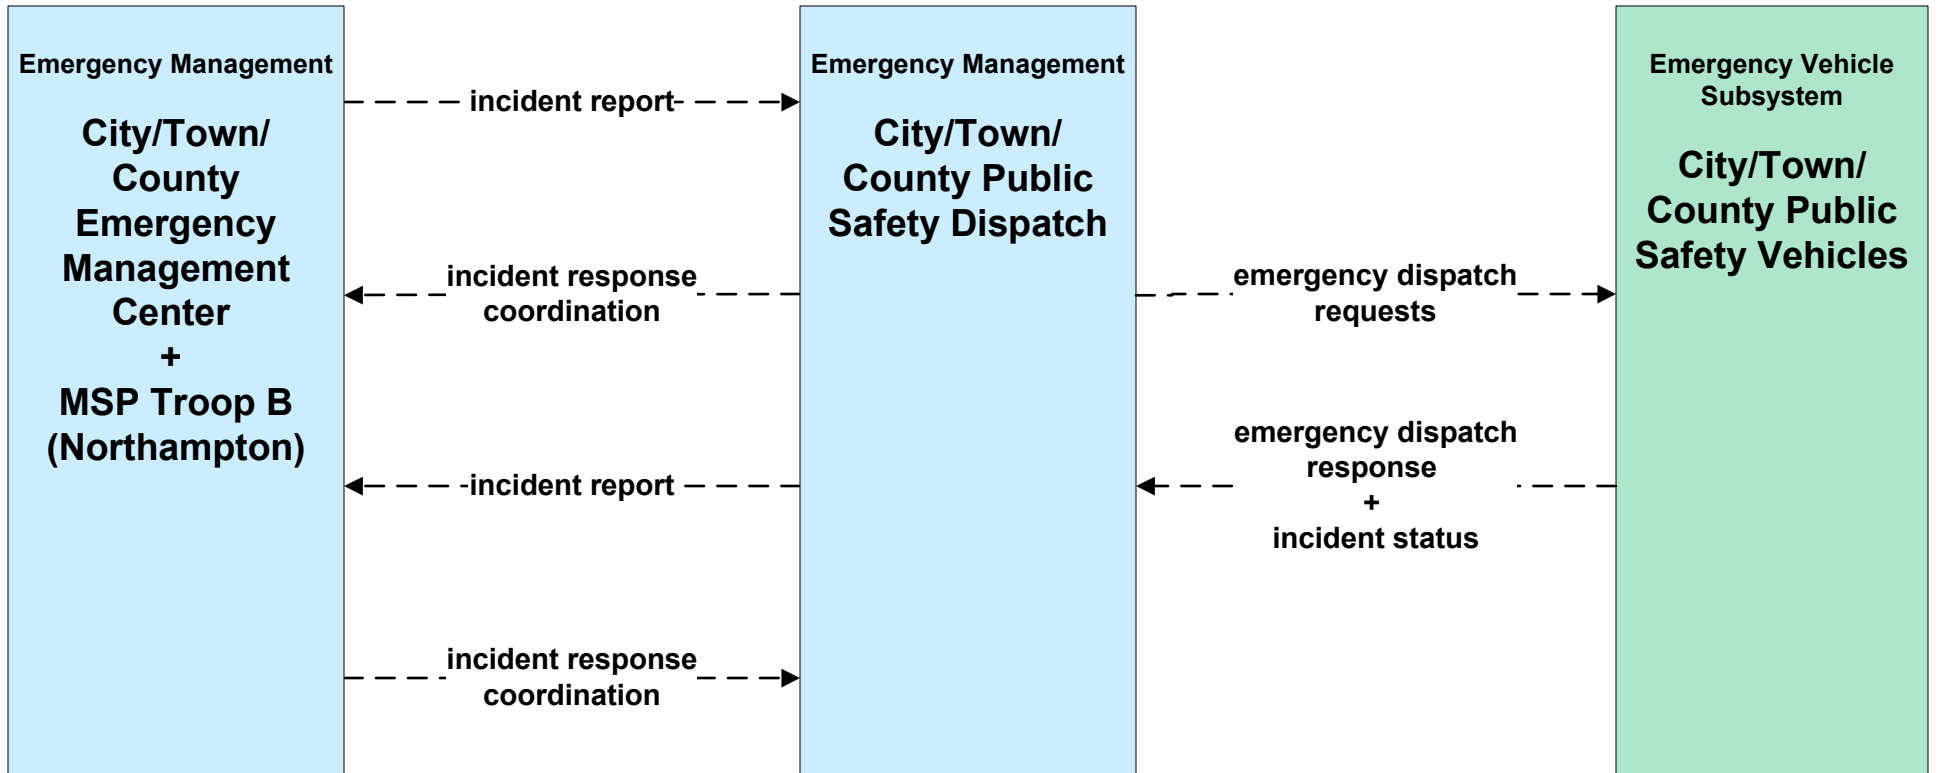 Emergency Management
City/Town/
County
Emergency
Management
Center
+
MSP Troop B
(Northampton)
incident report
incident response
coordination
incident report
incident response
coordination
Emergency Management
City/Town/
County Public
Safety Dispatch
emergency dispatch
requests
emergency dispatch
response
+
incident status
Emergency Vehicle
Subsystem
City/Town/
County Public
Safety Vehicles